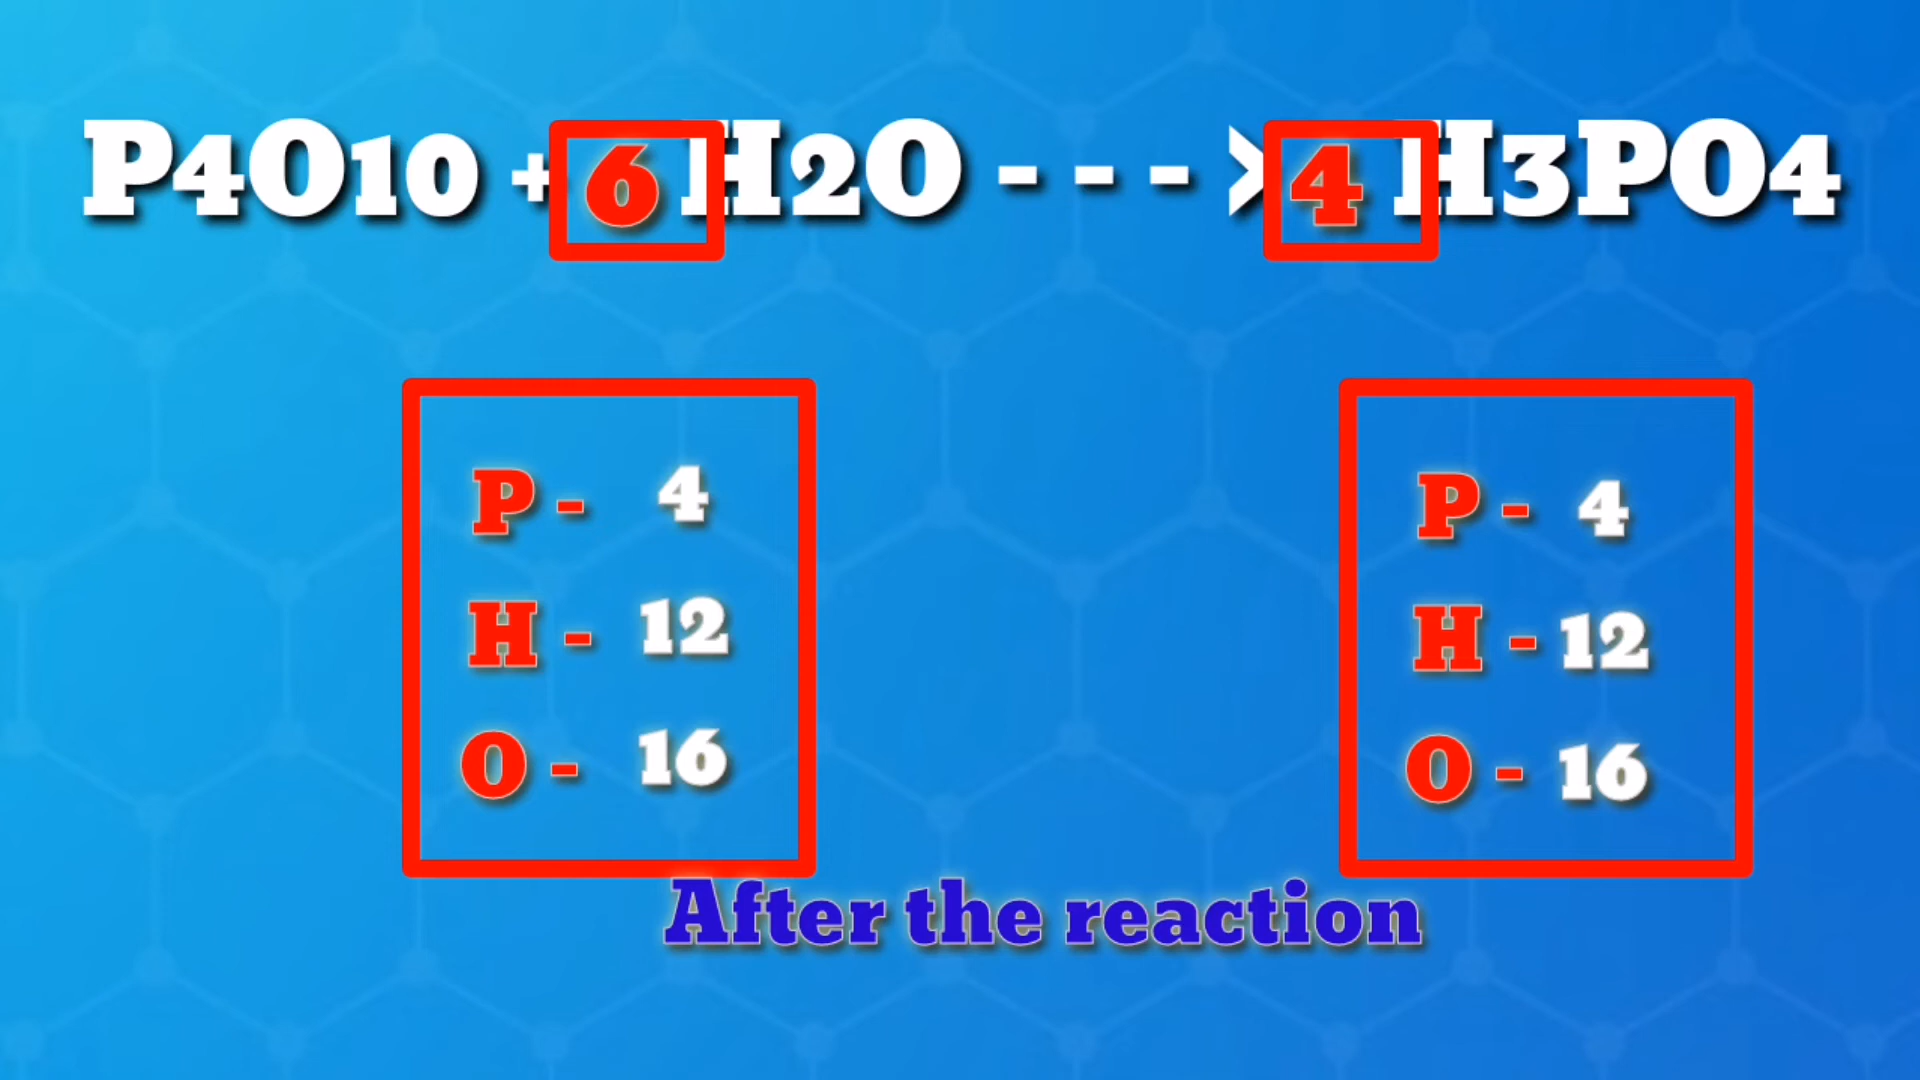 P4O10 + 6 H2O - - - > 4 H3PO4
P - 4
H - 12
O - 16
P - 4
H - 12
O - 16
After the reaction